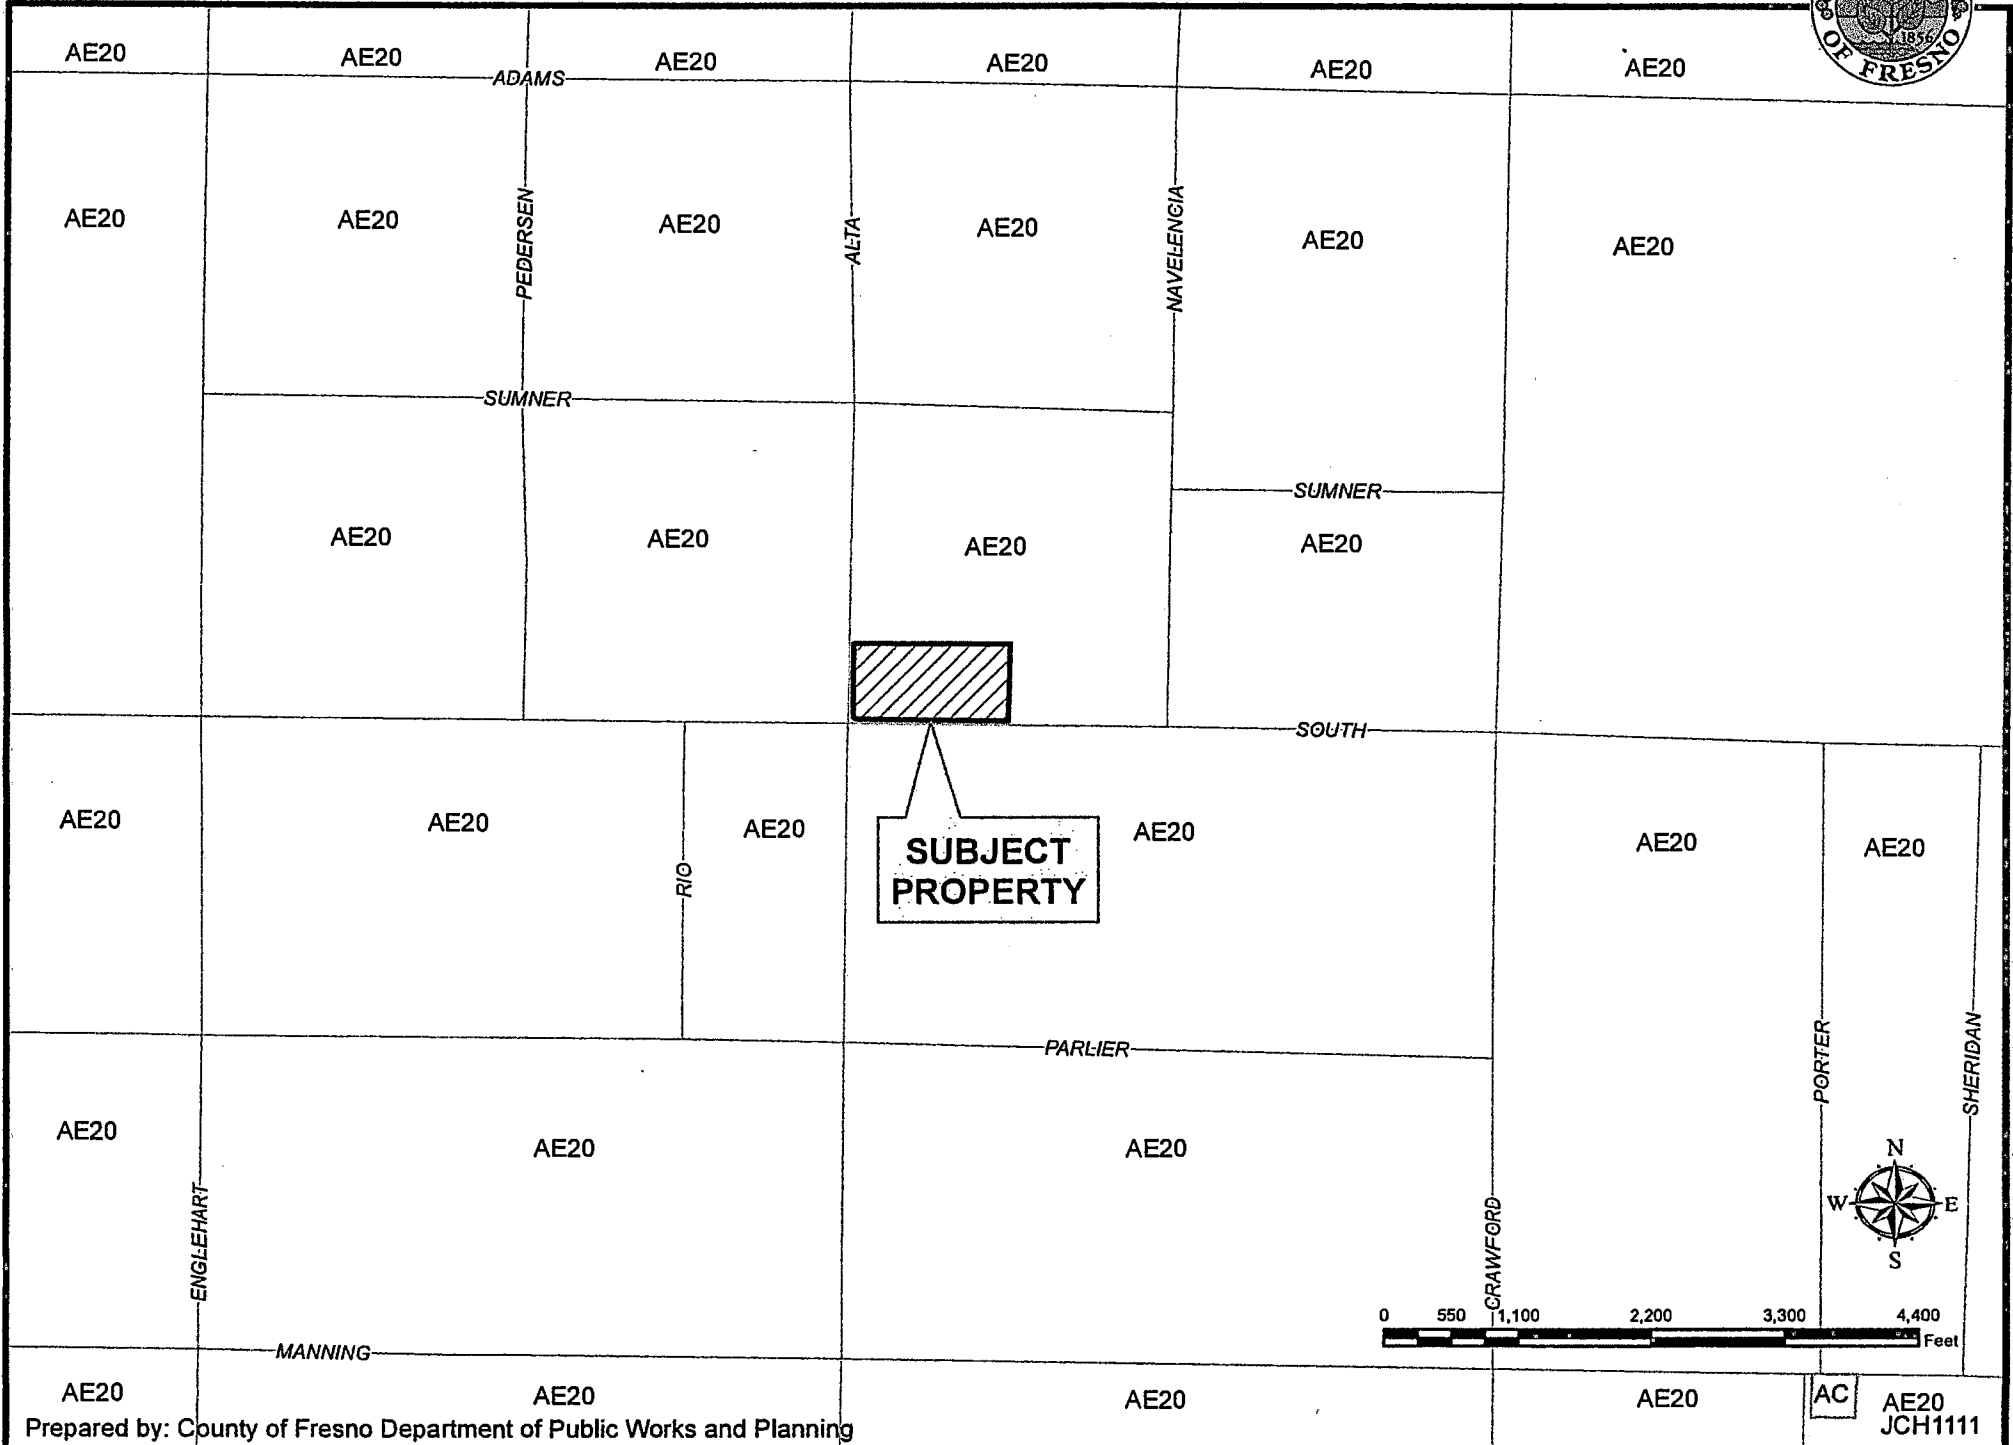 1856
OF FRESNO
AE20
AE20
AE20
AE20
AE20
AE20
ADAMS
AE20
AE20
AE20
AE20
AE20
AE20
PEDERSEN
ALTA
NAVELENCIA
SUMNER
SUMNER
AE20
AE20
AE20
AE20
SOUTH
AE20
AE20
AE20
AE20
AE20
AE20
SUBJECT
PROPERTY
RIO
PARLIER
PORTER
SHERIDAN
AE20
AE20
AE20
N
W
E
S
ENGLEHART
CRAWFORD
0 550 1,100 2,200 3,300 4,400
Feet
MANNING
AE20
AE20
AE20
AE20
AC
AE20
Prepared by: County of Fresno Department of Public Works and Planning
JCH1111